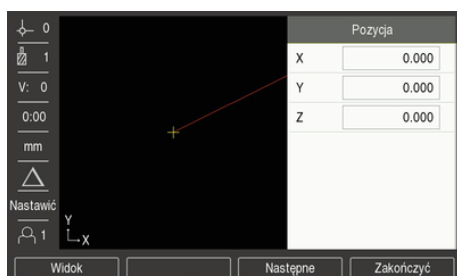 0
Pozycja
1
X 0.000
V: 0
Y 0.000
0:00
Z 0.000
mm
Nastawić
1
Y
X
Widok
Następne
Zakończyć